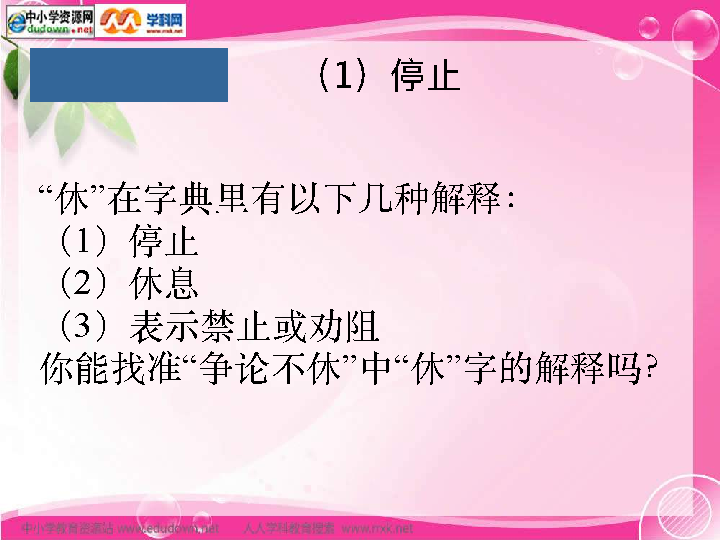 中小学资源网
edudown.net
学科网
www.nxk.net
（1）停止
“休”在字典里有以下几种解释：
（1）停止
（2）休息
（3）表示禁止或劝阻
你能找准“争论不休”中“休”字的解释吗？
中小学教育资源站 www.edudown.net 人人学科教育搜索 www.nxk.net